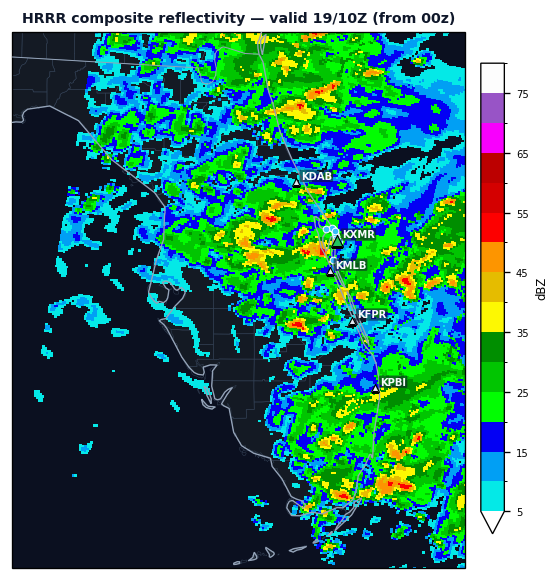 HRRR composite reflectivity — valid 19/10Z (from 00z)
KDAB
KXMR
KMLB
KFPR
KPBI
75
65
55
45
35
25
15
5
dBZ